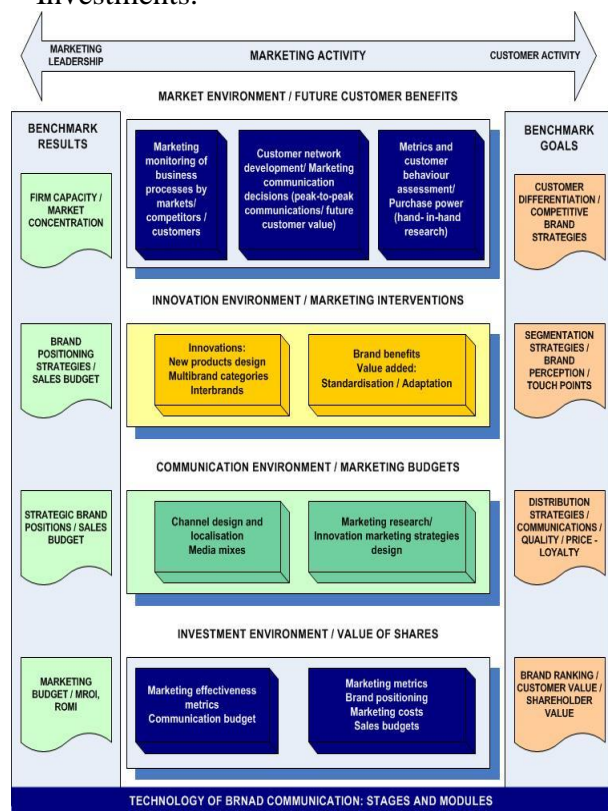 Investments.
MARKETING
LEADERSHIP
MARKETING ACTIVITY
CUSTOMER ACTIVITY
MARKET ENVIRONMENT / FUTURE CUSTOMER BENEFITS
BENCHMARK
RESULTS
BENCHMARK
GOALS
Marketing
monitoring of
business
processes by
markets/
competitors /
customers
Customer network
development/ Marketing
communication
decisions (peak-to-peak
communications/ future
customer value)
Metrics and
customer
behaviour
assessment/
Purchase power
(hand- in-hand
research)
FIRM CAPACITY /
MARKET
CONCENTRATION
CUSTOMER
DIFFERENTIATION /
COMPETITIVE
BRAND
STRATEGIES
INNOVATION ENVIRONMENT / MARKETING INTERVENTIONS
BRAND
POSITIONING
STRATEGIES /
SALES BUDGET
Innovations:
New products design
Multibrand categories
Interbrands
Brand benefits
Value added:
Standardisation / Adaptation
SEGMENTATION
STRATEGIES /
BRAND
PERCEPTION /
TOUCH POINTS
COMMUNICATION ENVIRONMENT / MARKETING BUDGETS
STRATEGIC BRAND
POSITIONS / SALES
BUDGET
Channel design and
localisation
Media mixes
Marketing research/
Innovation marketing strategies
design
DISTRIBUTION
STRATEGIES /
COMMUNICATIONS /
QUALITY / PRICE -
LOYALTY
INVESTMENT ENVIRONMENT / VALUE OF SHARES
MARKETING
BUDGET / MROI,
ROMI
Marketing effectiveness
metrics
Communication budget
Marketing metrics
Brand positioning
Marketing costs
Sales budgets
BRAND RANKING /
CUSTOMER VALUE /
SHAREHOLDER
VALUE
TECHNOLOGY OF BRNAD COMMUNICATION: STAGES AND MODULES